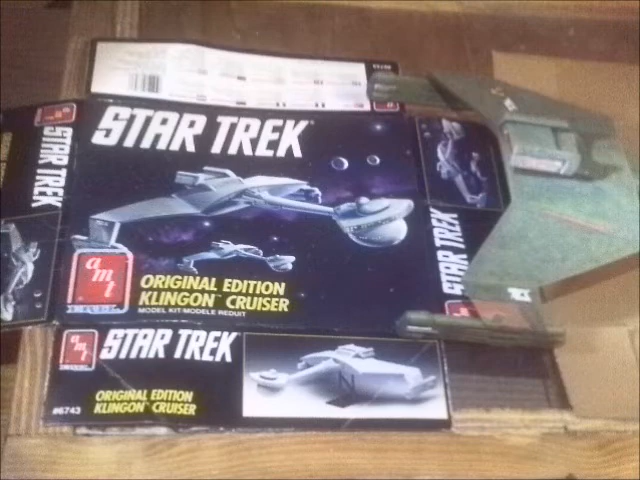 STAR TREK
STAR TREK
amt
ORIGINAL EDITION
KLINGON™ CRUISER
MODEL KIT·MODELE REDUIT
STAR TREK
amt
STAR TREK
ORIGINAL EDITION
KLINGON™ CRUISER
#6743